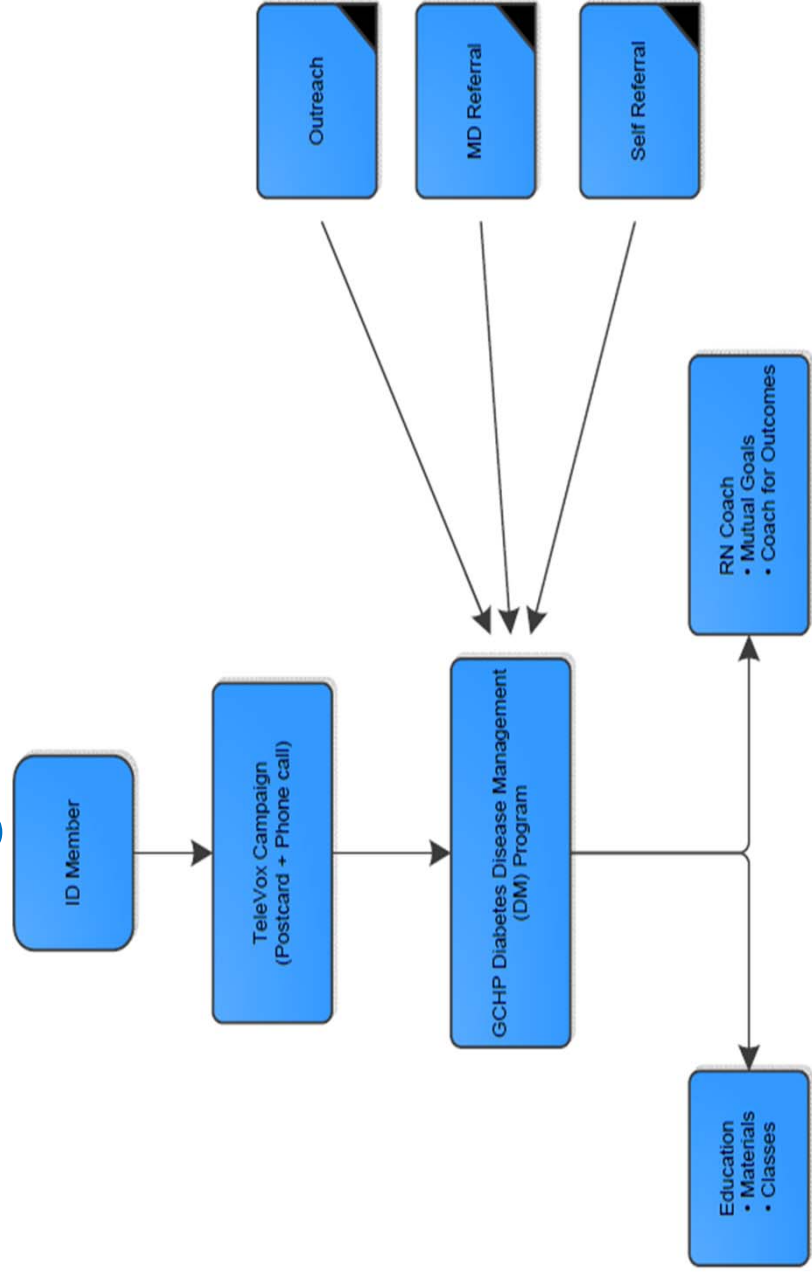 ID Member
TeleVox Campaign
(Postcard + Phone call)
GCHP Diabetes Disease Management
(DM) Program
Outreach
MD Referral
Self Referral
Education
• Materials
• Classes
RN Coach
• Mutual Goals
• Coach for Outcomes